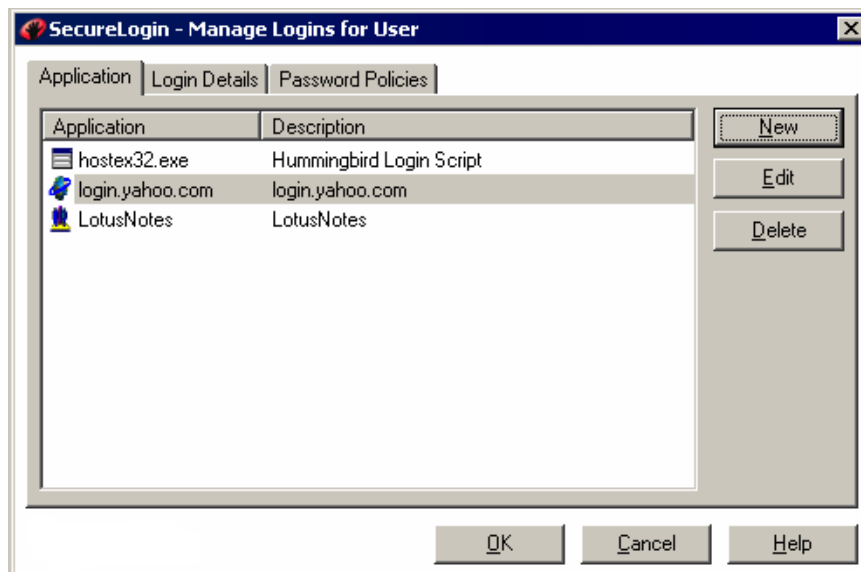 SecureLogin - Manage Logins for User
Application Login Details Password Policies
Application Description
hostex32.exe Hummingbird Login Script
login.yahoo.com login.yahoo.com
LotusNotes LotusNotes
New
Edit
Delete
OK Cancel Help